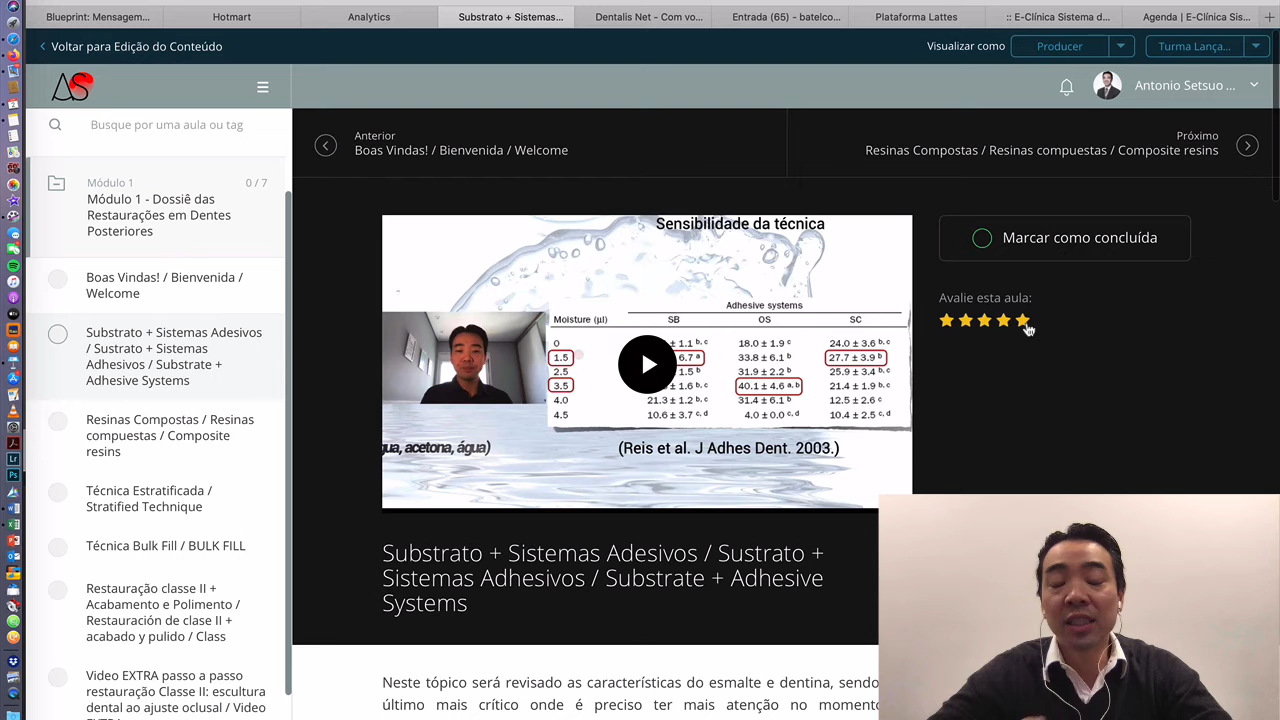 Blueprint: Mensagem...
Hotmart
Analytics
Substrato + Sistemas...
Dentalis Net - Com vo...
Entrada (65) - batelco...
Plataforma Lattes
:: E-Clínica Sistema d...
Agenda | E-Clínica Sis...
Voltar para Edição do Conteúdo
Visualizar como
Producer
Turma Lança...
AS
Antonio Setsuo ...
Busque por uma aula ou tag
Anterior
Boas Vindas! / Bienvenida / Welcome
Próximo
Resinas Compostas / Resinas compuestas / Composite resins
Módulo 1
0 / 7
Módulo 1 - Dossiê das
Restaurações em Dentes
Posteriores
Boas Vindas! / Bienvenida /
Welcome
Substrato + Sistemas Adesivos
/ Sustrato + Sistemas
Adhesivos / Substrate +
Adhesive Systems
Resinas Compostas / Resinas
compuestas / Composite
resins
Técnica Estratificada /
Stratified Technique
Técnica Bulk Fill / BULK FILL
Restauração classe II +
Acabamento e Polimento /
Restauración de clase II +
acabado y pulido / Class
Video EXTRA passo a passo
restauração Classe II: escultura
dental ao ajuste oclusal / Video
Sensibilidade da técnica
Adhesive systems
Moisture (µl) SB OS SC
0 1.1 b, c 18.0 ± 1.9 c 24.0 ± 3.6 b, c
1.5 6.7 a 33.8 ± 6.1 b 27.7 ± 3.9 b
2.5 1.5 b 31.9 ± 2.2 b 25.9 ± 3.4 b, c
3.5 ± 1.6 b, c 40.1 ± 4.6 a, b 21.4 ± 1.9 b, c
4.0 21.3 ± 1.2 b, c 31.4 ± 6.1 b 12.5 ± 2.6 c
4.5 10.6 ± 3.7 c, d 4.0 ± 0.0 c, d 10.4 ± 2.5 c, d
gua, acetona, água)
(Reis et al. J Adhes Dent. 2003.)
Marcar como concluída
Avalie esta aula:
Substrato + Sistemas Adesivos / Sustrato +
Sistemas Adhesivos / Substrate + Adhesive
Systems
Neste tópico será revisado as características do esmalte e dentina, sendo
último mais crítico onde é preciso ter mais atenção no momento
Lr
Ps